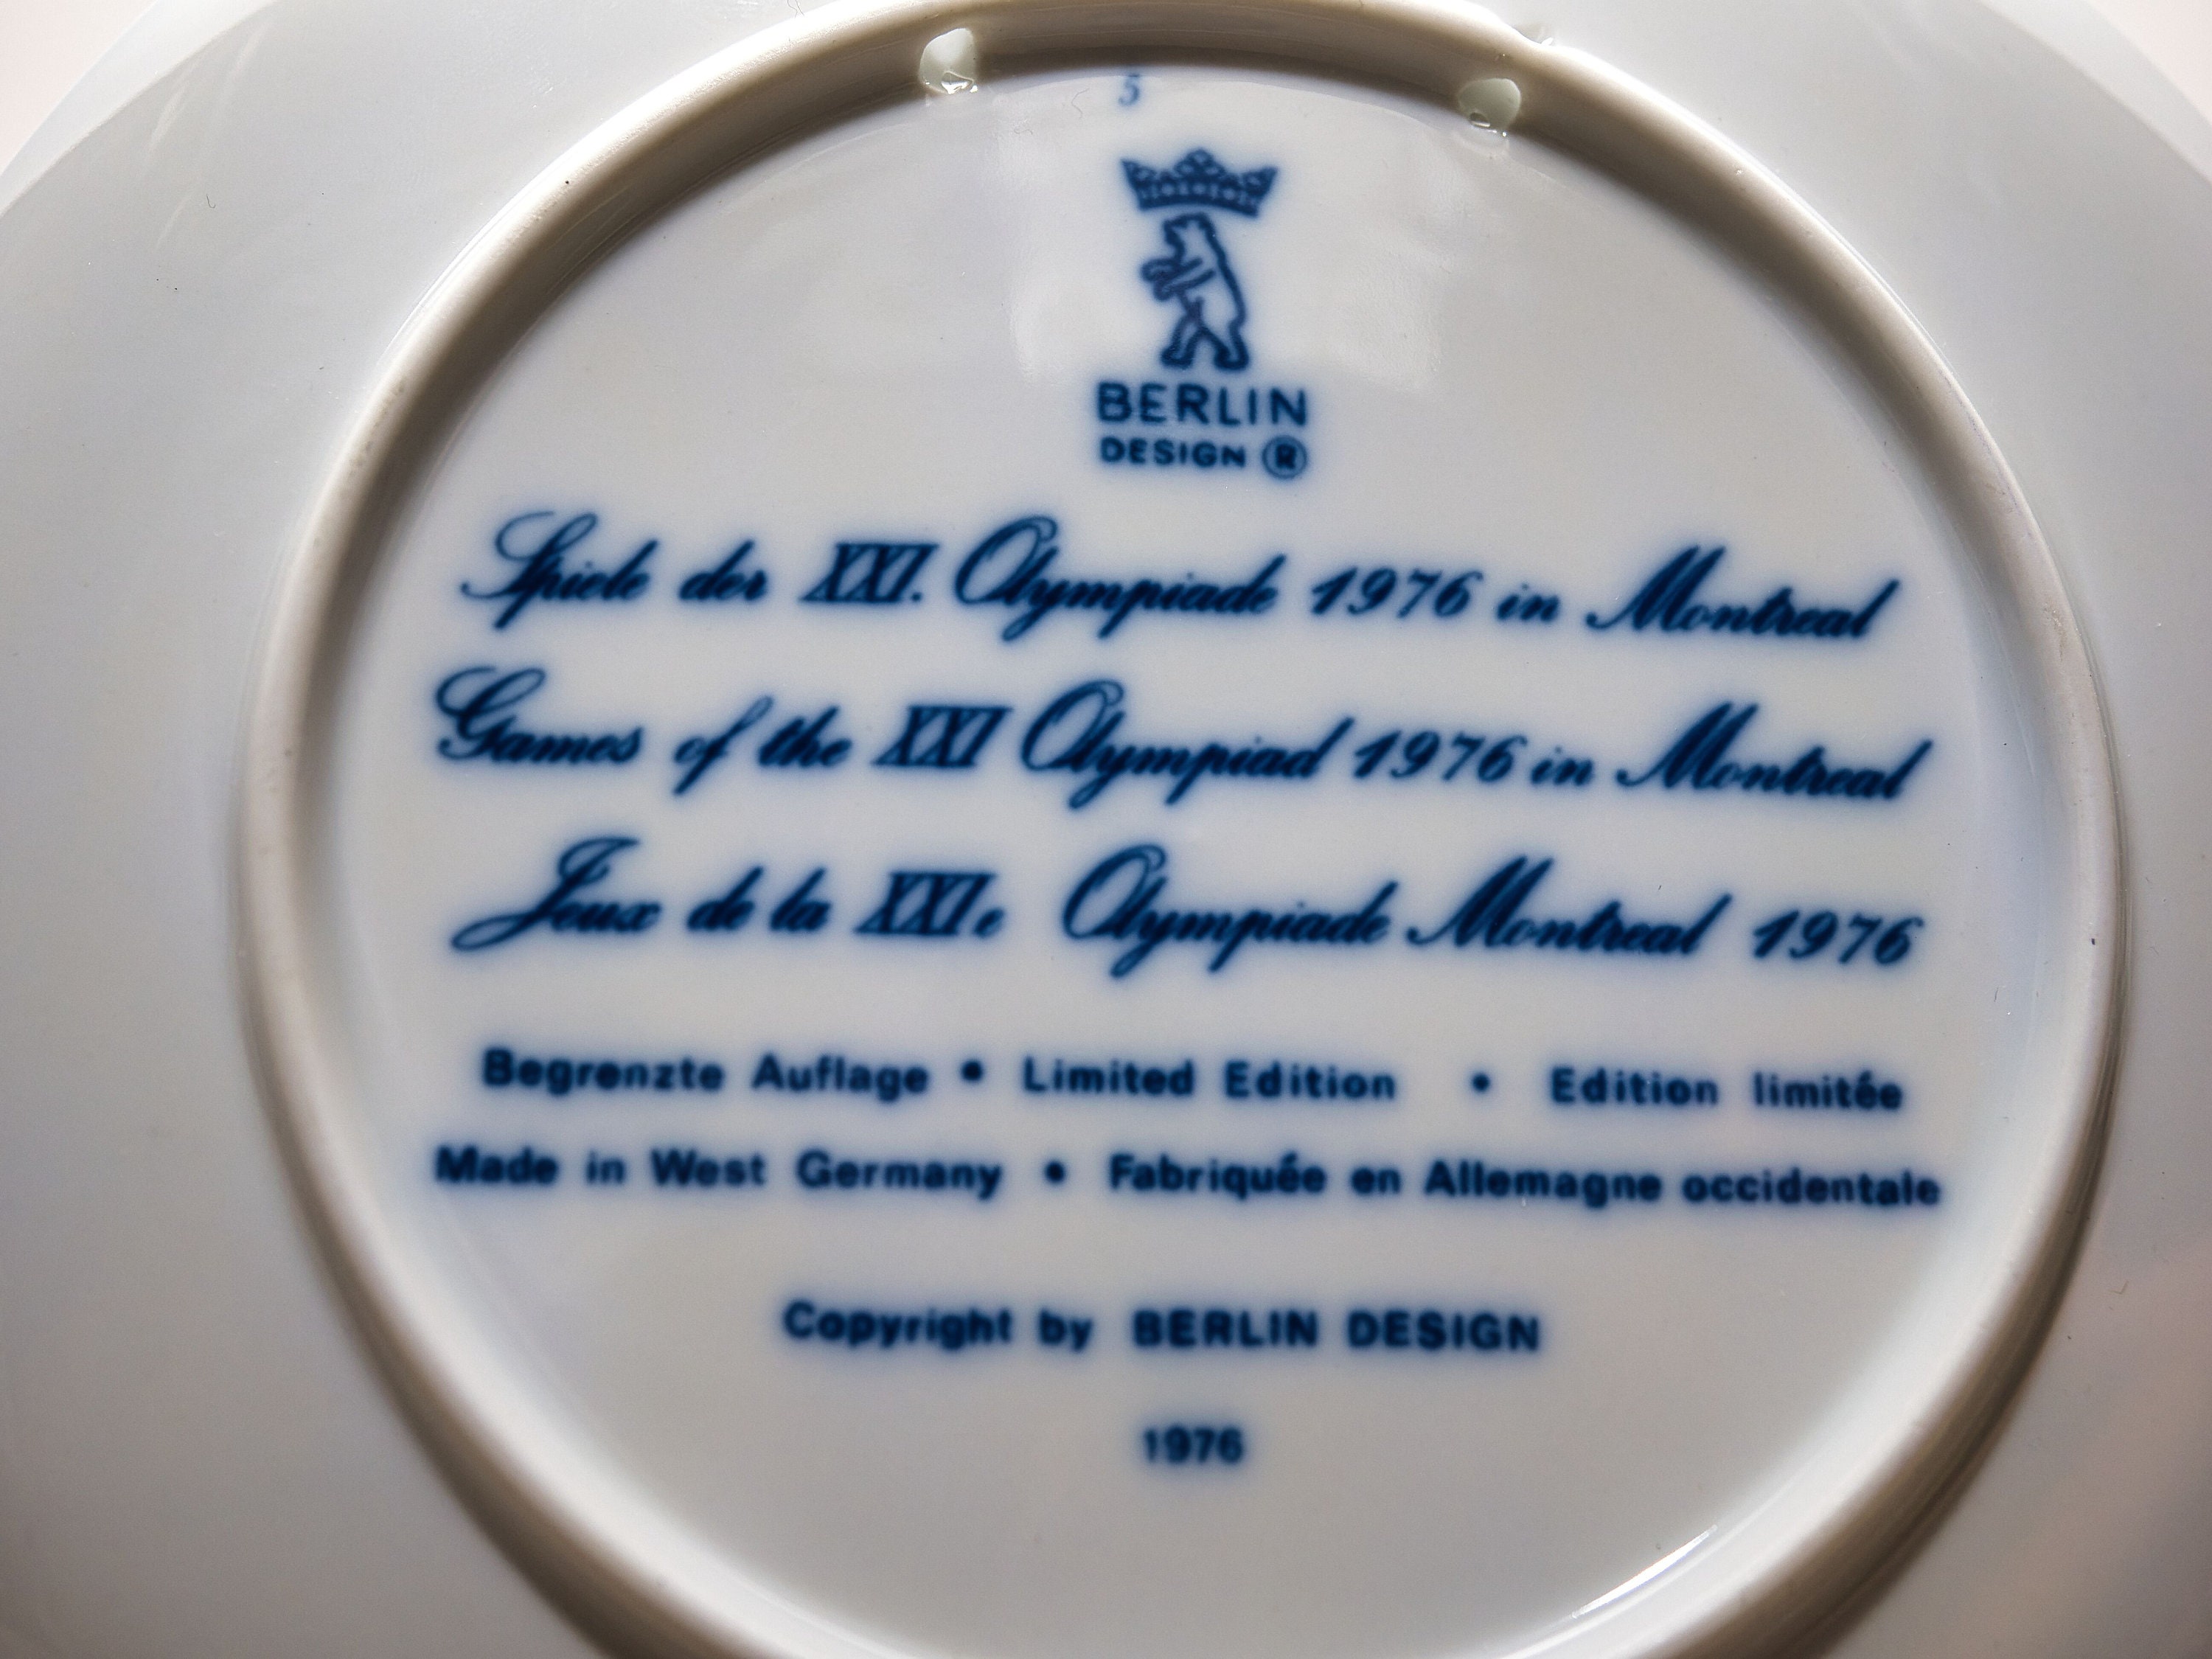 5
BERLIN
DESIGN ®
Spiele der XXI. Olympiade 1976 in Montreal
Games of the XXI Olympiad 1976 in Montreal
Jeux de la XXIe Olympiade Montreal 1976
Begrenzte Auflage • Limited Edition • Edition limitée
Made in West Germany • Fabriquée en Allemagne occidentale
Copyright by BERLIN DESIGN
1976